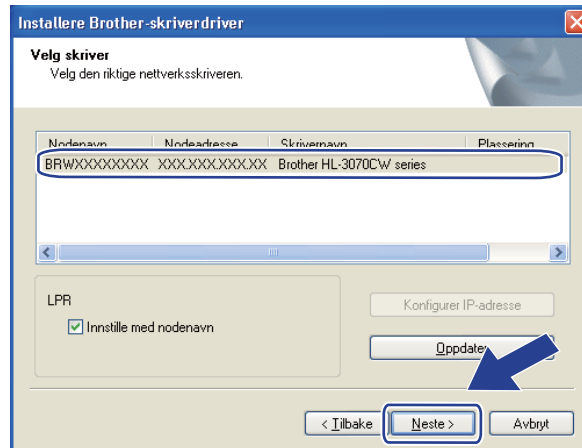 Installere Brother-skriverdriver
Velg skriver
Velg den riktige nettverksskriveren.
Nodenavn Nodeadresse Skrivernavn Plassering
BRWXXXXXXXX XXX.XXX.XXX.XX Brother HL-3070CW series
LPR
Innstille med nodenavn
Konfigurer IP-adresse
Oppdater
< Tilbake Neste > Avbryt